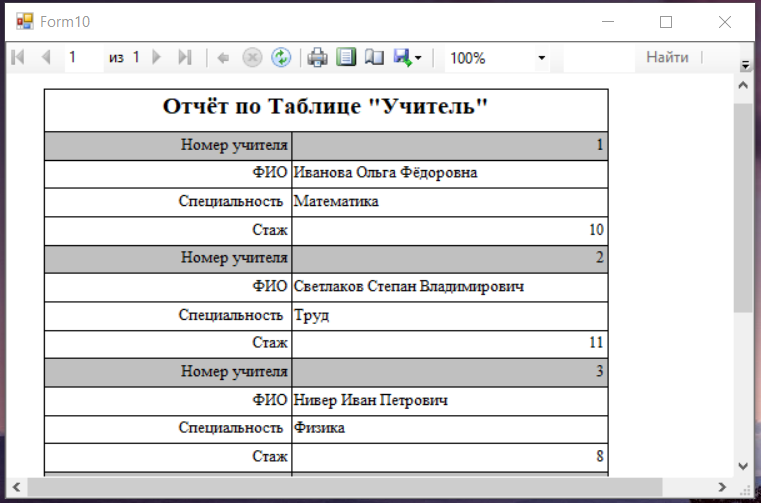 Form10
1 из 1 100% Найти
Отчёт по Таблице "Учитель"
Номер учителя 1
ФИО Иванова Ольга Фёдоровна
Специальность Математика
Стаж 10
Номер учителя 2
ФИО Светлаков Степан Владимирович
Специальность Труд
Стаж 11
Номер учителя 3
ФИО Нивер Иван Петрович
Специальность Физика
Стаж 8